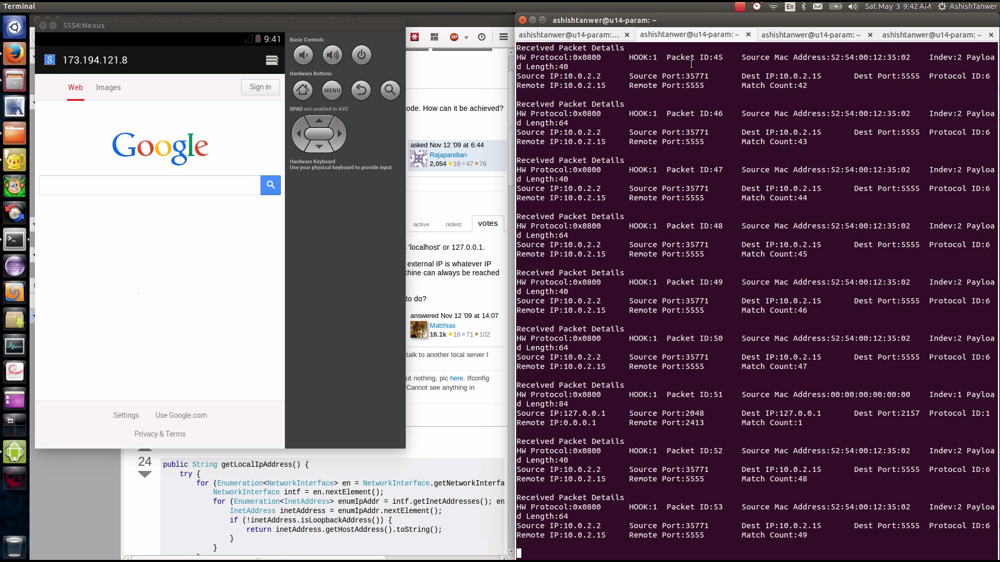 Terminal
En
Sat May 3 9:42 AM
AshishTanwer
5554:Nexus
9:41
173.194.121.8
Web Images Sign in
Google
Settings Use Google.com
Privacy & Terms
Basic Controls
Hardware Buttons
MENU
DPAD not enabled in AVD
Hardware Keyboard
Use your physical keyboard to provide input
ABP
ode. How can it be achieved?
asked Nov 12 '09 at 6:44
Rajapandian
2,054 16 47 76
active oldest votes
'localhost' or 127.0.0.1.
external IP is whatever IP
chine can always be reached
to do?
answered Nov 12 '09 at 14:07
Matthias
16.1k 16 71 102
talk to another local server I
ut nothing, pic here. Ifconfig
Cannot see anything in
24
public String getLocalIpAddress() {
try {
for (Enumeration<NetworkInterface> en = NetworkInterface.getNetworkInterfa
NetworkInterface intf = en.nextElement();
for (Enumeration<InetAddress> enumIpAddr = intf.getInetAddresses(); en
InetAddress inetAddress = enumIpAddr.nextElement();
if (!inetAddress.isLoopbackAddress()) {
return inetAddress.getHostAddress().toString();
}
}
ashishtanwer@u14-param: ~
ashishtanwer@u14-param:... ashishtanwer@u14-param: ~ ashishtanwer@u14-param: ~ ashishtanwer@u14-param: ~
Received Packet Details
HW Protocol:0x0800 HOOK:1 Packet ID:45 Source Mac Address:52:54:00:12:35:02 Indev:2 Payloa
d Length:40
Source IP:10.0.2.2 Source Port:35771 Dest IP:10.0.2.15 Dest Port:5555 Protocol ID:6
Remote IP:10.0.2.15 Remote Port:5555 Match Count:42
Received Packet Details
HW Protocol:0x0800 HOOK:1 Packet ID:46 Source Mac Address:52:54:00:12:35:02 Indev:2 Payloa
d Length:64
Source IP:10.0.2.2 Source Port:35771 Dest IP:10.0.2.15 Dest Port:5555 Protocol ID:6
Remote IP:10.0.2.15 Remote Port:5555 Match Count:43
Received Packet Details
HW Protocol:0x0800 HOOK:1 Packet ID:47 Source Mac Address:52:54:00:12:35:02 Indev:2 Payloa
d Length:40
Source IP:10.0.2.2 Source Port:35771 Dest IP:10.0.2.15 Dest Port:5555 Protocol ID:6
Remote IP:10.0.2.15 Remote Port:5555 Match Count:44
Received Packet Details
HW Protocol:0x0800 HOOK:1 Packet ID:48 Source Mac Address:52:54:00:12:35:02 Indev:2 Payloa
d Length:64
Source IP:10.0.2.2 Source Port:35771 Dest IP:10.0.2.15 Dest Port:5555 Protocol ID:6
Remote IP:10.0.2.15 Remote Port:5555 Match Count:45
Received Packet Details
HW Protocol:0x0800 HOOK:1 Packet ID:49 Source Mac Address:52:54:00:12:35:02 Indev:2 Payloa
d Length:40
Source IP:10.0.2.2 Source Port:35771 Dest IP:10.0.2.15 Dest Port:5555 Protocol ID:6
Remote IP:10.0.2.15 Remote Port:5555 Match Count:46
Received Packet Details
HW Protocol:0x0800 HOOK:1 Packet ID:50 Source Mac Address:52:54:00:12:35:02 Indev:2 Payloa
d Length:64
Source IP:10.0.2.2 Source Port:35771 Dest IP:10.0.2.15 Dest Port:5555 Protocol ID:6
Remote IP:10.0.2.15 Remote Port:5555 Match Count:47
Received Packet Details
HW Protocol:0x0800 HOOK:1 Packet ID:51 Source Mac Address:00:00:00:00:00:00 Indev:1 Payloa
d Length:84
Source IP:127.0.0.1 Source Port:2048 Dest IP:127.0.0.1 Dest Port:2157 Protocol ID:1
Remote IP:0.0.0.1 Remote Port:2413 Match Count:1
Received Packet Details
HW Protocol:0x0800 HOOK:1 Packet ID:52 Source Mac Address:52:54:00:12:35:02 Indev:2 Payloa
d Length:40
Source IP:10.0.2.2 Source Port:35771 Dest IP:10.0.2.15 Dest Port:5555 Protocol ID:6
Remote IP:10.0.2.15 Remote Port:5555 Match Count:48
Received Packet Details
HW Protocol:0x0800 HOOK:1 Packet ID:53 Source Mac Address:52:54:00:12:35:02 Indev:2 Payloa
d Length:64
Source IP:10.0.2.2 Source Port:35771 Dest IP:10.0.2.15 Dest Port:5555 Protocol ID:6
Remote IP:10.0.2.15 Remote Port:5555 Match Count:49